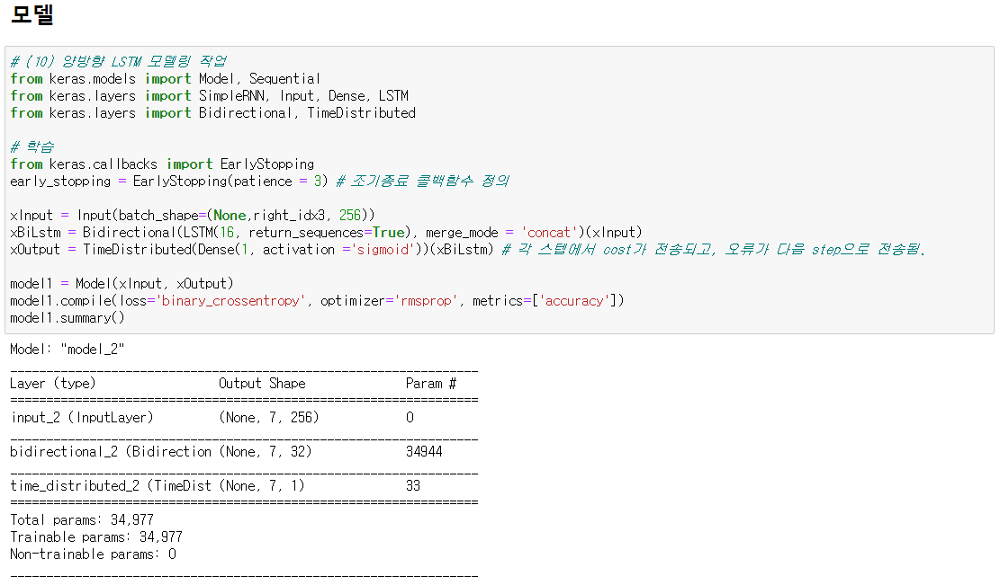 모델
# (10) 양방향 LSTM 모델링 작업
from keras.models import Model, Sequential
from keras.layers import SimpleRNN, Input, Dense, LSTM
from keras.layers import Bidirectional, TimeDistributed
# 학습
from keras.callbacks import EarlyStopping
early_stopping = EarlyStopping(patience = 3) # 조기종료 콜백함수 정의
xInput = Input(batch_shape=(None,right_idx3, 256))
xBiLstm = Bidirectional(LSTM(16, return_sequences=True), merge_mode = 'concat')(xInput)
xOutput = TimeDistributed(Dense(1, activation ='sigmoid'))(xBiLstm) # 각 스텝에서 cost가 전송되고, 오류가 다음 step으로 전송됨.
model1 = Model(xInput, xOutput)
model1.compile(loss='binary_crossentropy', optimizer='rmsprop', metrics=['accuracy'])
model1.summary()
Model: "model_2"
_________________________________________________________________
Layer (type)                 Output Shape              Param #
=================================================================
input_2 (InputLayer)         (None, 7, 256)            0
_________________________________________________________________
bidirectional_2 (Bidirection (None, 7, 32)             34944
_________________________________________________________________
time_distributed_2 (TimeDist (None, 7, 1)              33
=================================================================
Total params: 34,977
Trainable params: 34,977
Non-trainable params: 0
_________________________________________________________________